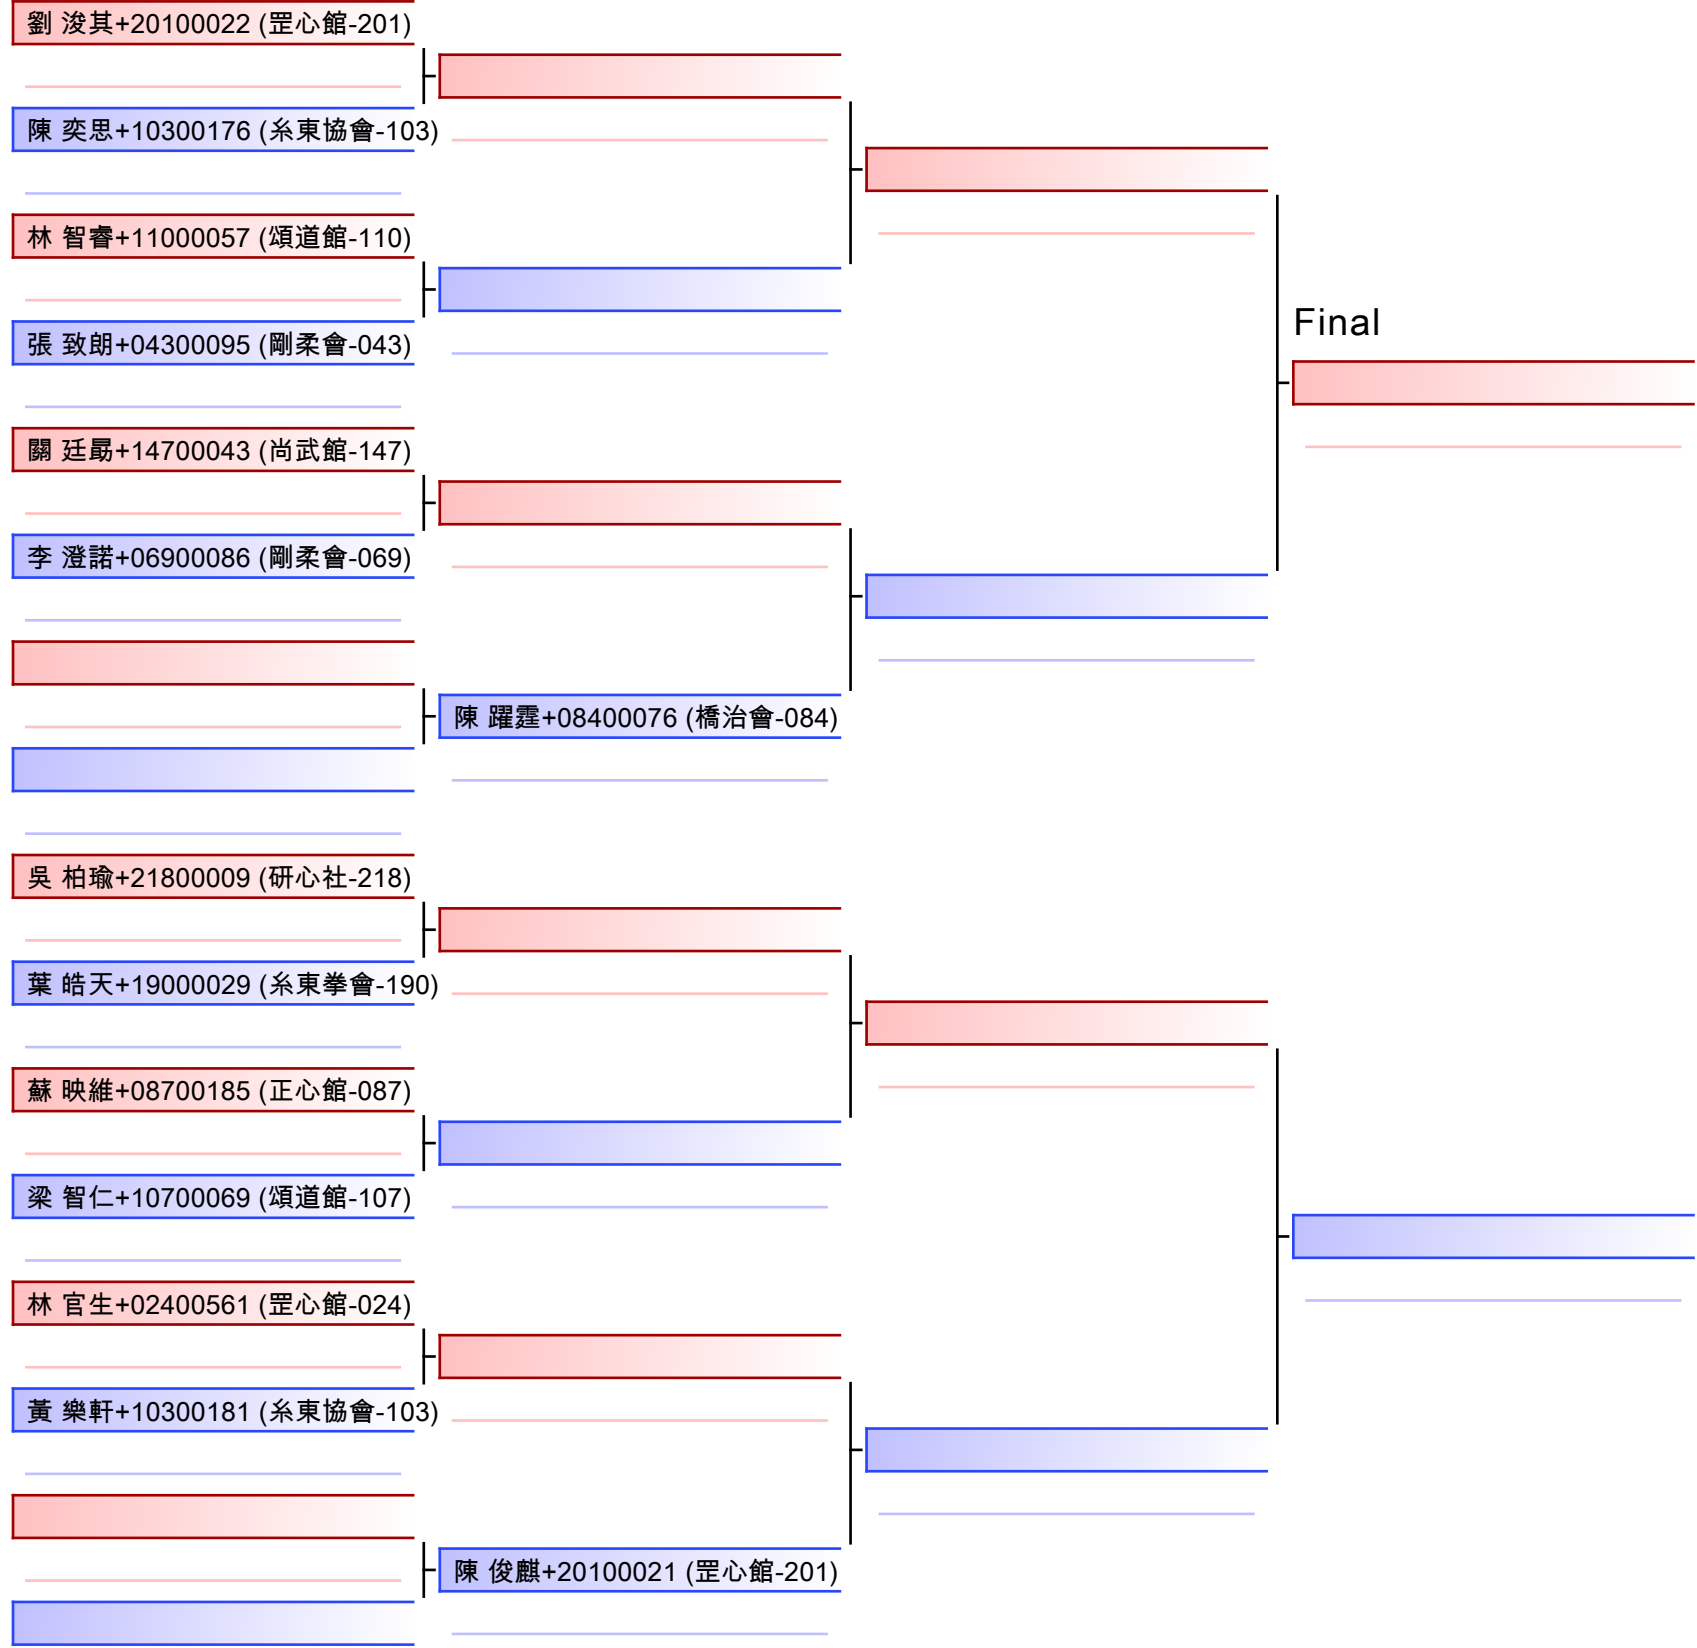 劉 浚其+20100022 (罡心館-201)
陳 奕思+10300176 (糸東協會-103)
林 智睿+11000057 (頌道館-110)
Final
張 致朗+04300095 (剛柔會-043)
關 廷勗+14700043 (尚武館-147)
李 澄諾+06900086 (剛柔會-069)
陳 躍霆+08400076 (橋治會-084)
吳 柏瑜+21800009 (研心社-218)
葉 皓天+19000029 (糸東拳會-190)
蘇 映維+08700185 (正心館-087)
梁 智仁+10700069 (頌道館-107)
林 官生+02400561 (罡心館-024)
黃 樂軒+10300181 (糸東協會-103)
陳 俊麒+20100021 (罡心館-201)